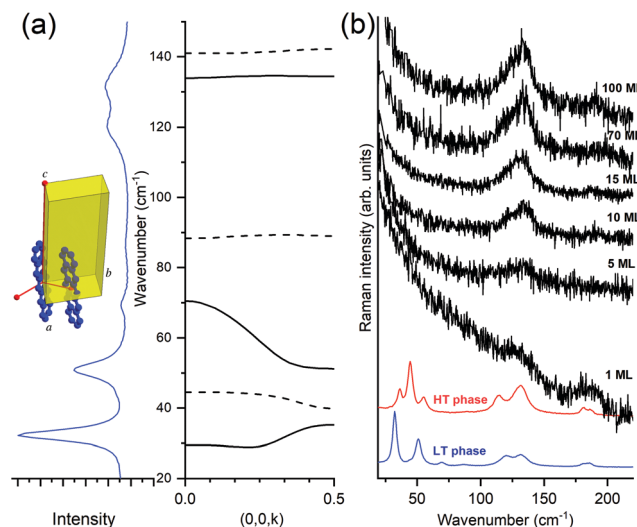 (a)
140
120
100
80
60
40
20
Wavenumber (cm⁻¹)
c
b
a
Intensity
0.0
0.5
(0,0,k)
(b)
Raman intensity (arb. units)
100 ML
70 ML
15 ML
10 ML
5 ML
1 ML
HT phase
LT phase
50
100
150
200
Wavenumber (cm⁻¹)